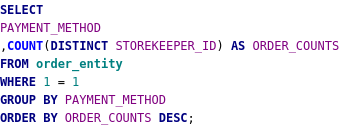 SELECT
PAYMENT_METHOD
,COUNT(DISTINCT STOREKEEPER_ID) AS ORDER_COUNTS
FROM order_entity
WHERE 1 = 1
GROUP BY PAYMENT_METHOD
ORDER BY ORDER_COUNTS DESC;